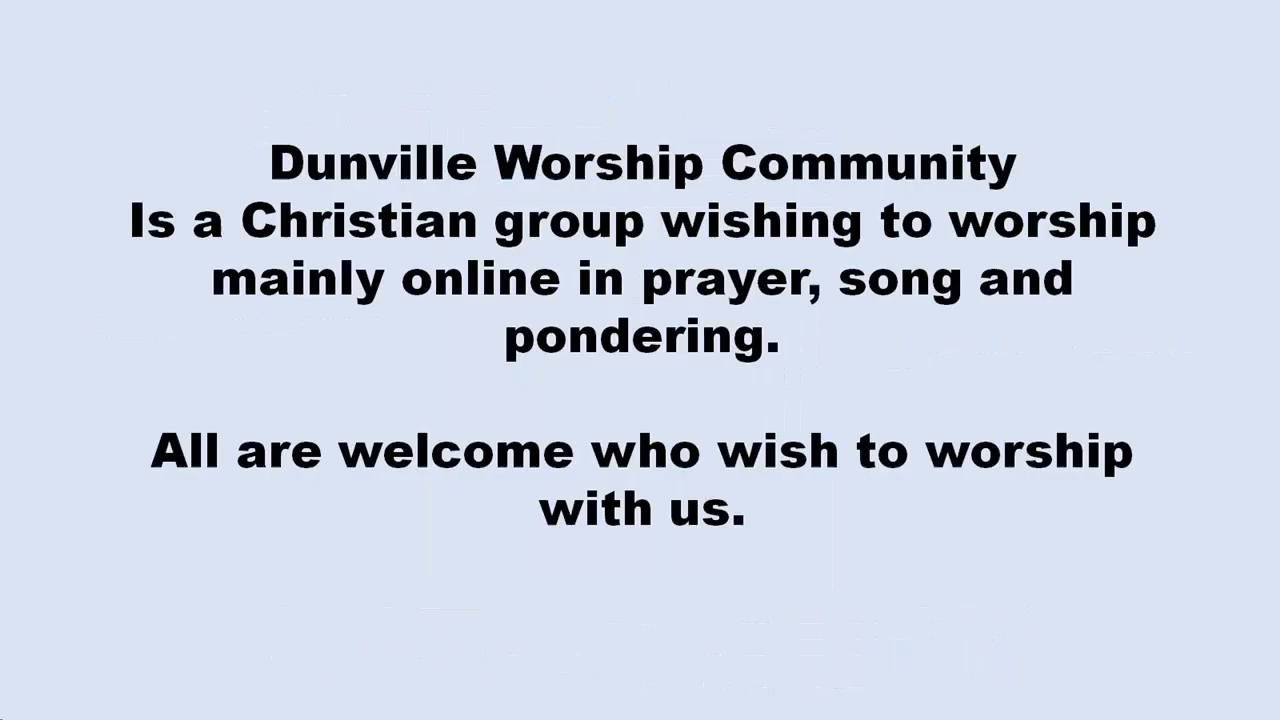 Dunville Worship Community
Is a Christian group wishing to worship
mainly online in prayer, song and
pondering.
All are welcome who wish to worship
with us.